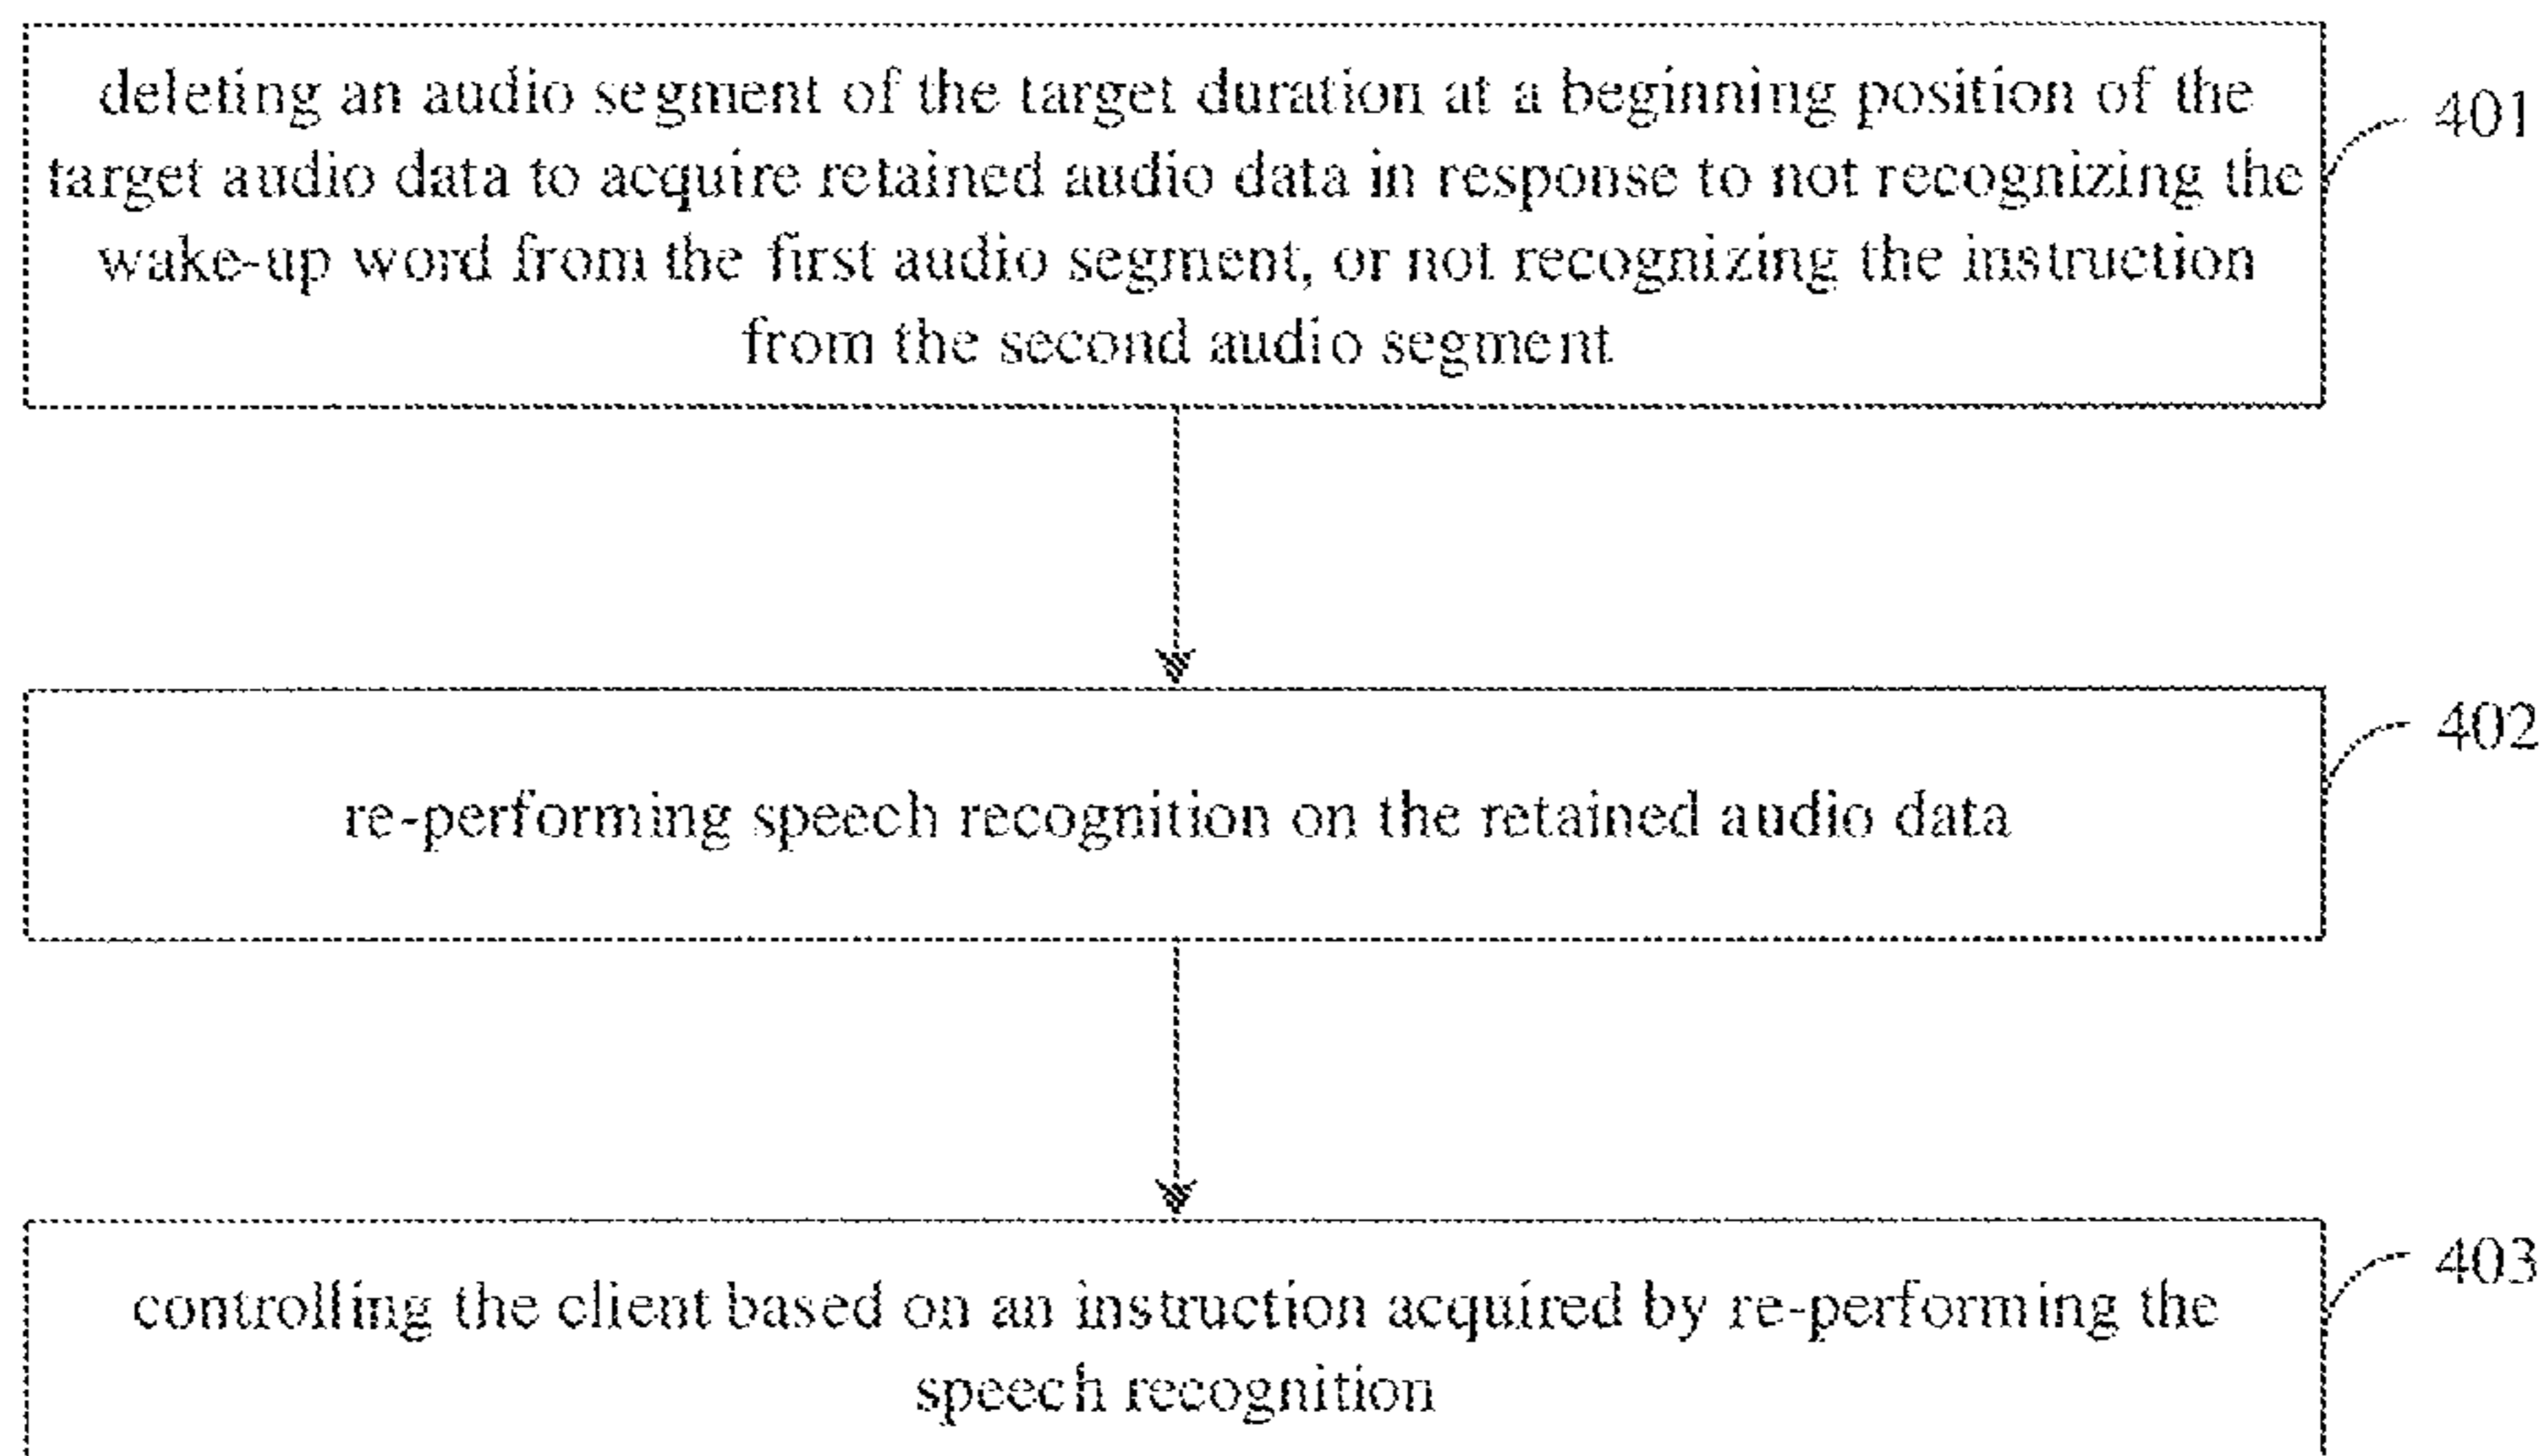 deleting an audio segment of the target duration at a beginning position of the
target audio data to acquire retained audio data in response to not recognizing the
wake-up word from the first audio segment, or not recognizing the instruction
from the second audio segment
401
re-performing speech recognition on the retained audio data
402
controlling the client based on an instruction acquired by re-performing the
speech recognition
403